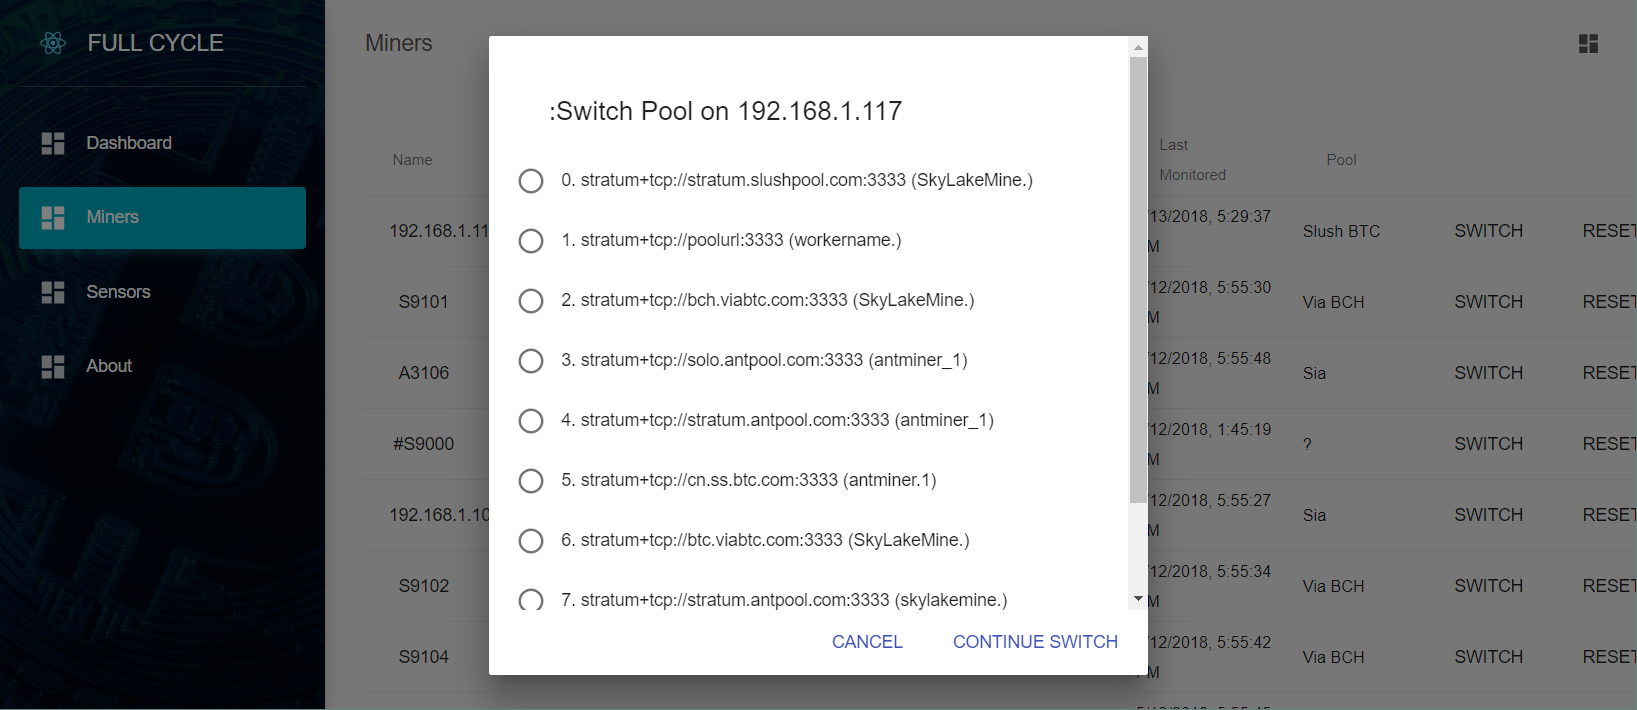 FULL CYCLE
Dashboard
Miners
Sensors
About
Miners
Name
Last
Monitored
Pool
192.168.1.11
/13/2018, 5:29:37
M
Slush BTC
SWITCH
RESET
S9101
/12/2018, 5:55:30
M
Via BCH
SWITCH
RESET
A3106
/12/2018, 5:55:48
M
Sia
SWITCH
RESET
#S9000
/12/2018, 1:45:19
M
?
SWITCH
RESET
192.168.1.10
/12/2018, 5:55:27
M
Sia
SWITCH
RESET
S9102
/12/2018, 5:55:34
M
Via BCH
SWITCH
RESET
S9104
/12/2018, 5:55:42
M
Via BCH
SWITCH
RESET
:Switch Pool on 192.168.1.117
0. stratum+tcp://stratum.slushpool.com:3333 (SkyLakeMine.)
1. stratum+tcp://poolurl:3333 (workername.)
2. stratum+tcp://bch.viabtc.com:3333 (SkyLakeMine.)
3. stratum+tcp://solo.antpool.com:3333 (antminer_1)
4. stratum+tcp://stratum.antpool.com:3333 (antminer_1)
5. stratum+tcp://cn.ss.btc.com:3333 (antminer.1)
6. stratum+tcp://btc.viabtc.com:3333 (SkyLakeMine.)
7. stratum+tcp://stratum.antpool.com:3333 (skylakemine.)
CANCEL
CONTINUE SWITCH